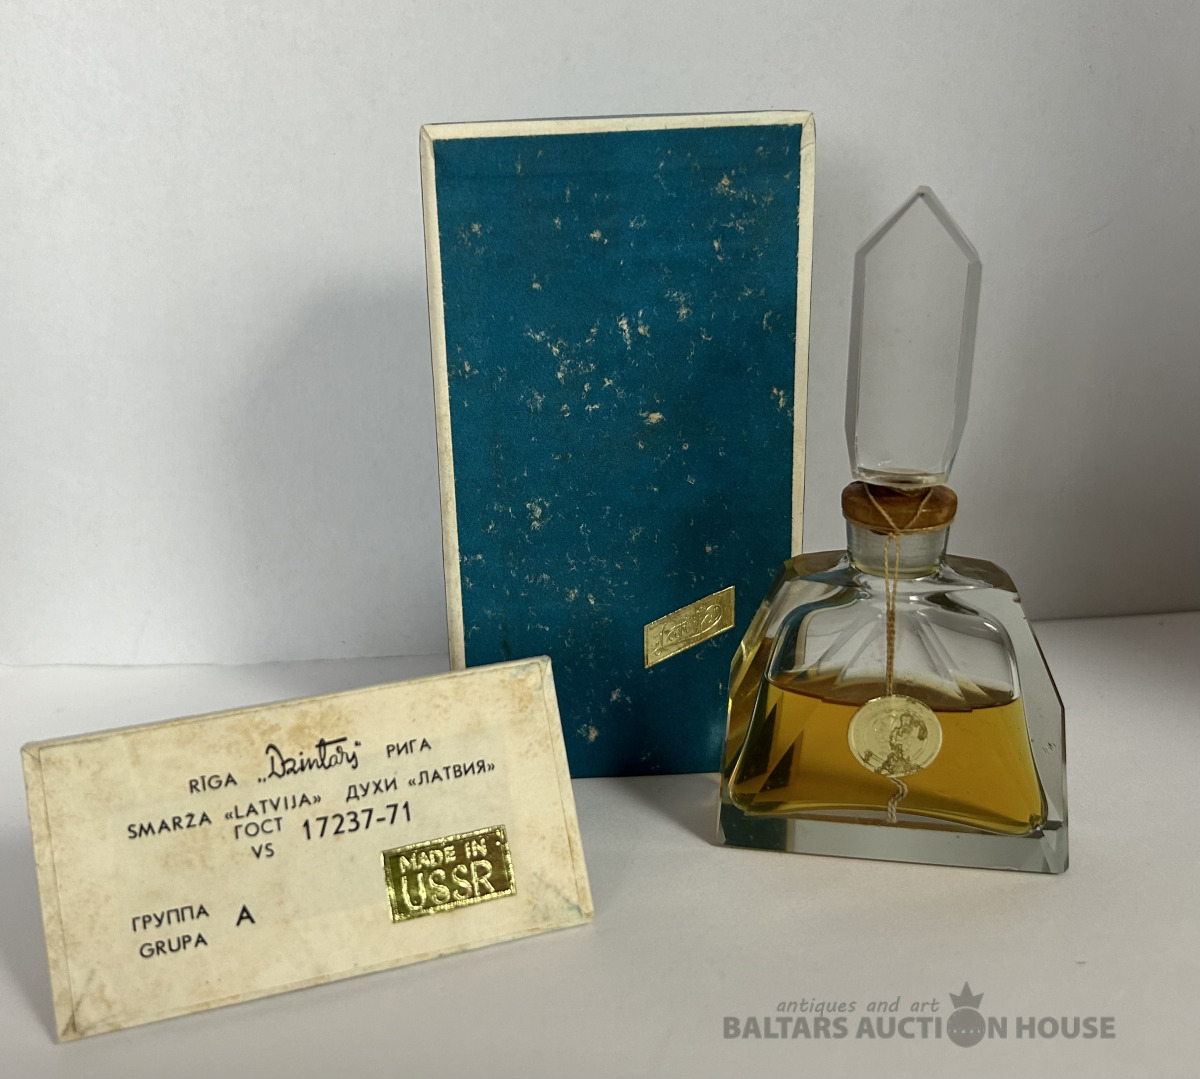 Latvija
RĪGA „Dzintars" РИГА
SMARŽA «LATVIJA» ДУХИ «ЛАТВИЯ»
ГОСТ 17237-71
VS
MADE IN
USSR
ГРУППА A
GRUPA
antiques and art
BALTARS AUCTION HOUSE